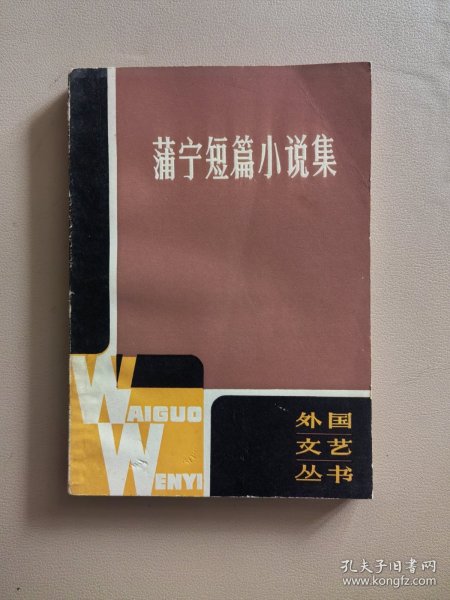 蒲宁短篇小说集
WAIGUO
WENYI
外国
文艺
丛书
孔夫子旧书网
www.kongfz.com